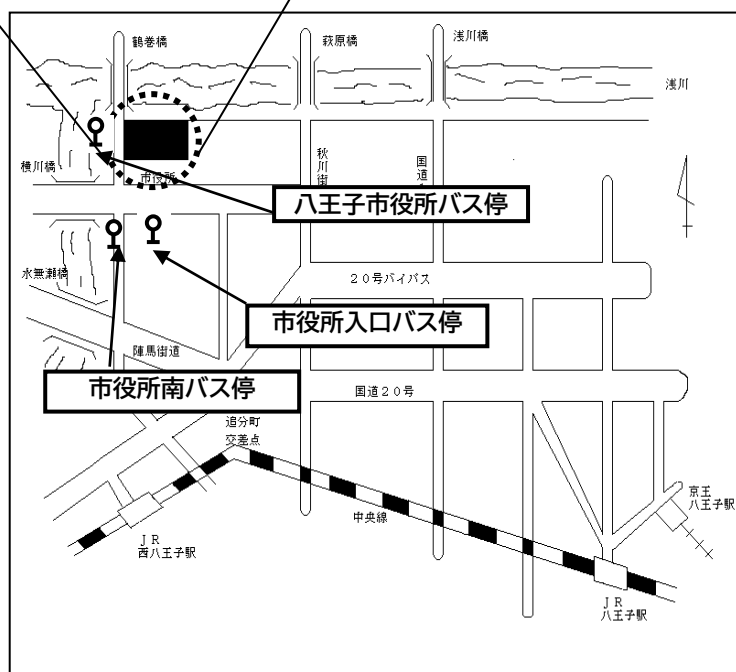 鶴巻橋
萩原橋
浅川橋
浅川
横川橋
市役所
秋川街
国道
八王子市役所バス停
水無瀬橋
20号バイパス
市役所入口バス停
陣馬街道
市役所南バス停
国道20号
追分町
交差点
中央線
京王
八王子駅
JR
西八王子駅
JR
八王子駅